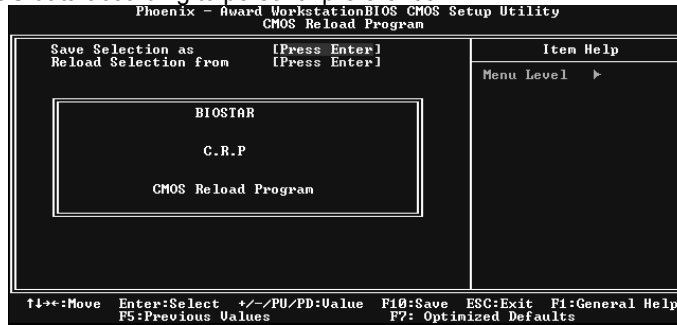 Phoenix - Award WorkstationBIOS CMOS Setup Utility
CMOS Reload Program
Save Selection as [Press Enter]
Reload Selection from [Press Enter]
Item Help
Menu Level ▶
BIOSTAR
C.R.P
CMOS Reload Program
↑↓→←:Move Enter:Select +/-/PU/PD:Value F10:Save ESC:Exit F1:General Help
F5:Previous Values F7: Optimized Defaults